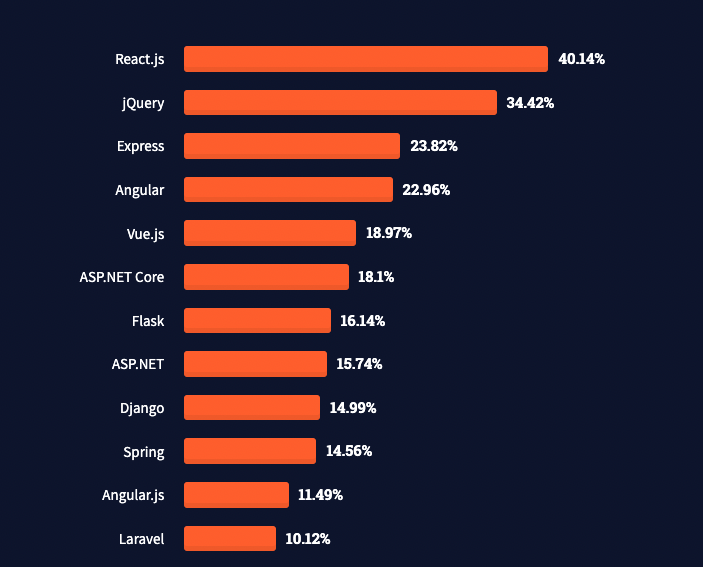 React.js 40.14%
jQuery 34.42%
Express 23.82%
Angular 22.96%
Vue.js 18.97%
ASP.NET Core 18.1%
Flask 16.14%
ASP.NET 15.74%
Django 14.99%
Spring 14.56%
Angular.js 11.49%
Laravel 10.12%